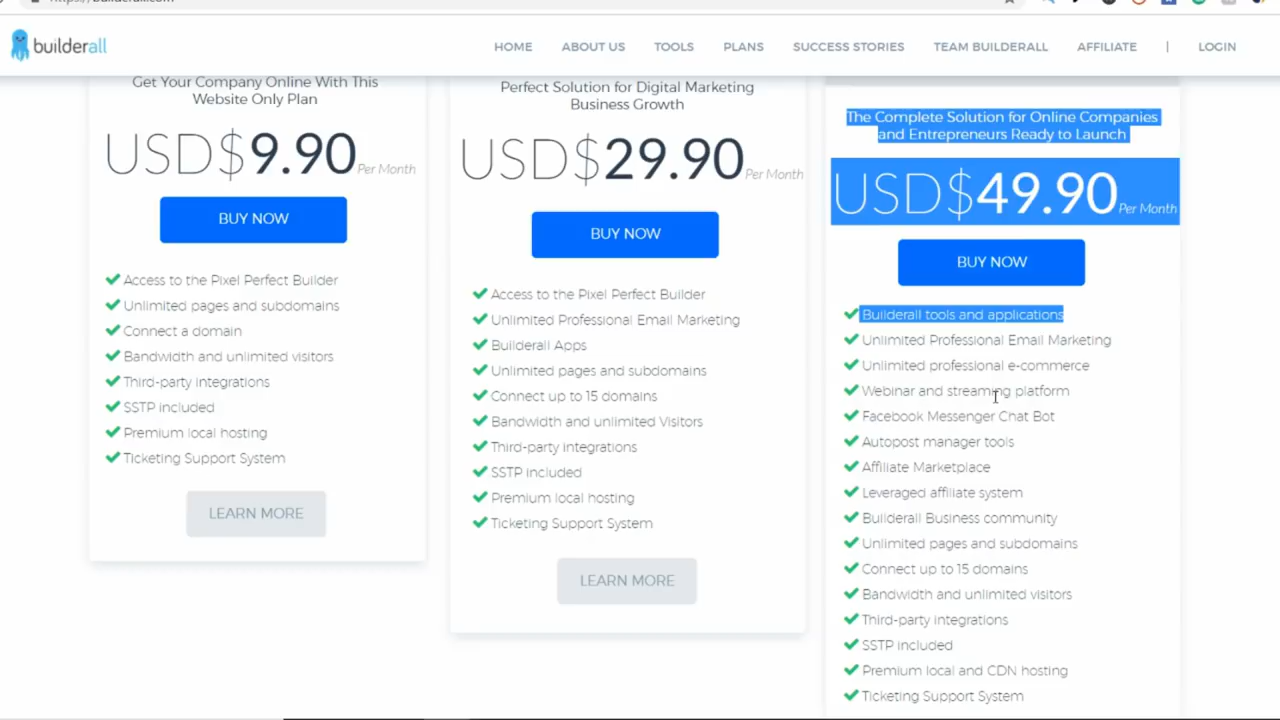 builderall
HOME
ABOUT US
TOOLS
PLANS
SUCCESS STORIES
TEAM BUILDERALL
AFFILIATE
|
LOGIN
Get Your Company Online With This
Website Only Plan
USD$9.90 Per Month
BUY NOW
Access to the Pixel Perfect Builder
Unlimited pages and subdomains
Connect a domain
Bandwidth and unlimited visitors
Third-party integrations
SSTP included
Premium local hosting
Ticketing Support System
LEARN MORE
Perfect Solution for Digital Marketing
Business Growth
USD$29.90 Per Month
BUY NOW
Access to the Pixel Perfect Builder
Unlimited Professional Email Marketing
Builderall Apps
Unlimited pages and subdomains
Connect up to 15 domains
Bandwidth and unlimited Visitors
Third-party integrations
SSTP included
Premium local hosting
Ticketing Support System
LEARN MORE
The Complete Solution for Online Companies
and Entrepreneurs Ready to Launch
USD$49.90 Per Month
BUY NOW
Builderall tools and applications
Unlimited Professional Email Marketing
Unlimited professional e-commerce
Webinar and streaming platform
Facebook Messenger Chat Bot
Autopost manager tools
Affiliate Marketplace
Leveraged affiliate system
Builderall Business community
Unlimited pages and subdomains
Connect up to 15 domains
Bandwidth and unlimited visitors
Third-party integrations
SSTP included
Premium local and CDN hosting
Ticketing Support System